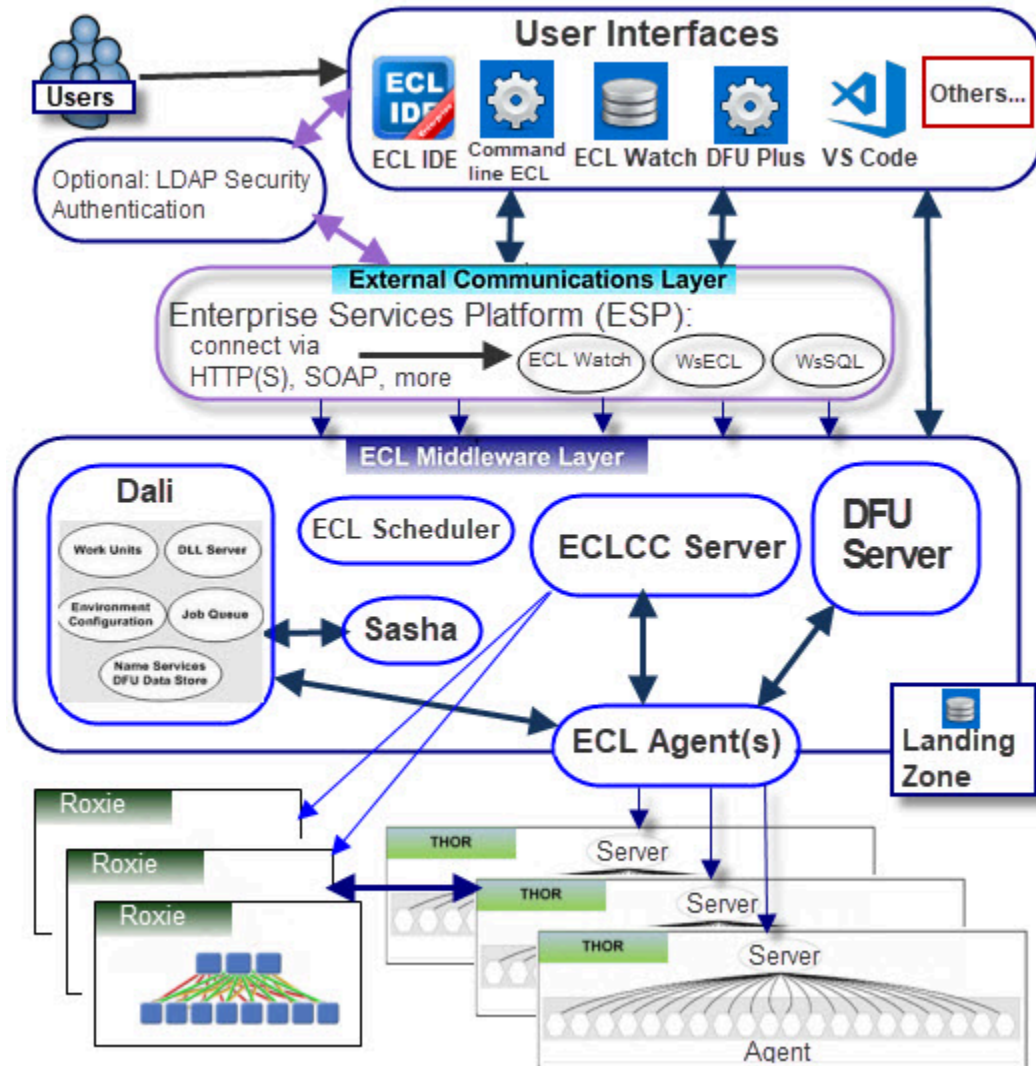 User Interfaces
Users
ECL
IDE
Enterprise
ECL IDE
Command
line ECL
ECL Watch
DFU Plus
VS Code
Others...
Optional: LDAP Security
Authentication
External Communications Layer
Enterprise Services Platform (ESP):
connect via
HTTP(S), SOAP, more
ECL Watch
WsECL
WsSQL
ECL Middleware Layer
Dali
Work Units
DLL Server
Environment
Configuration
Job Queue
Name Services
DFU Data Store
ECL Scheduler
Sasha
ECLCC Server
DFU
Server
ECL Agent(s)
Landing
Zone
Roxie
Roxie
Roxie
THOR
Server
THOR
Server
THOR
Server
Agent